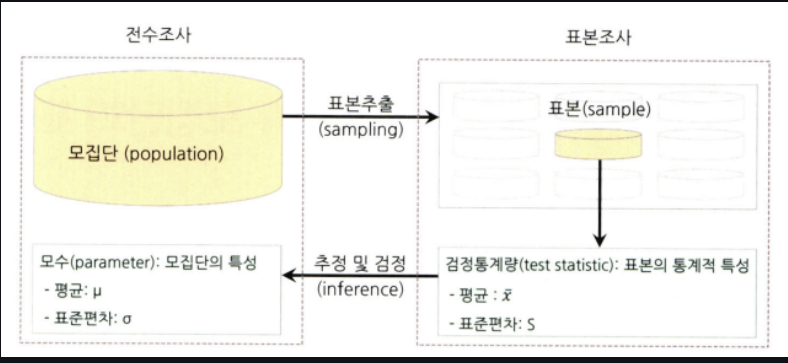 전수조사
표본조사
모집단 (population)
표본추출
(sampling)
표본(sample)
모수(parameter): 모집단의 특성
- 평균: μ
- 표준편차: σ
추정 및 검정
(inference)
검정통계량(test statistic): 표본의 통계적 특성
- 평균 : x̄
- 표준편차: S